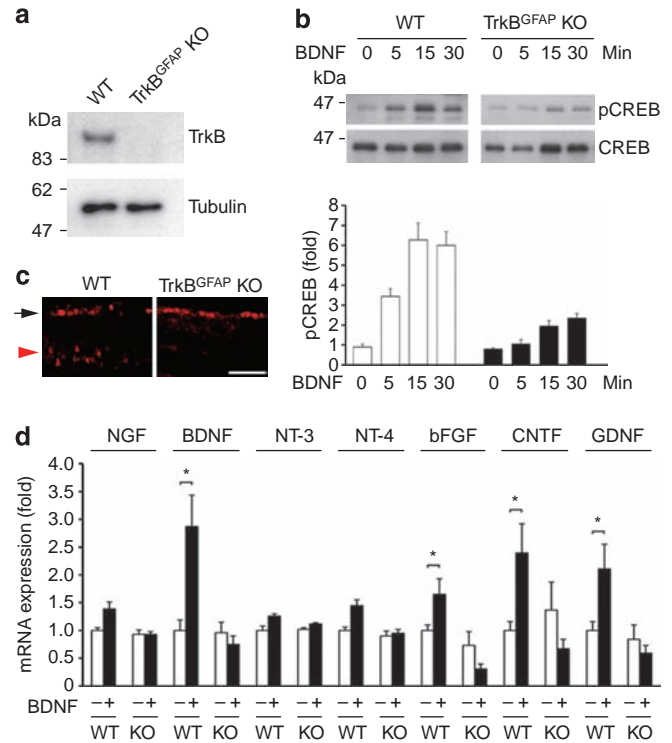 a
WT
TrkB^GFAP KO
kDa
83
62
47
TrkB
Tubulin
b
WT TrkB^GFAP KO
BDNF 0 5 15 30 0 5 15 30 Min
kDa
47
pCREB
47
CREB
pCREB (fold)
8
7
6
5
4
3
2
1
0
BDNF 0 5 15 30 0 5 15 30 Min
c
WT TrkB^GFAP KO
d
NGF BDNF NT-3 NT-4 bFGF CNTF GDNF
mRNA expression (fold)
4.0
3.5
3.0
2.5
2.0
1.5
1.0
0.5
0
* * * *
BDNF – + – + – + – + – + – + – + – + – + – + – + – + – + – +
WT KO WT KO WT KO WT KO WT KO WT KO WT KO